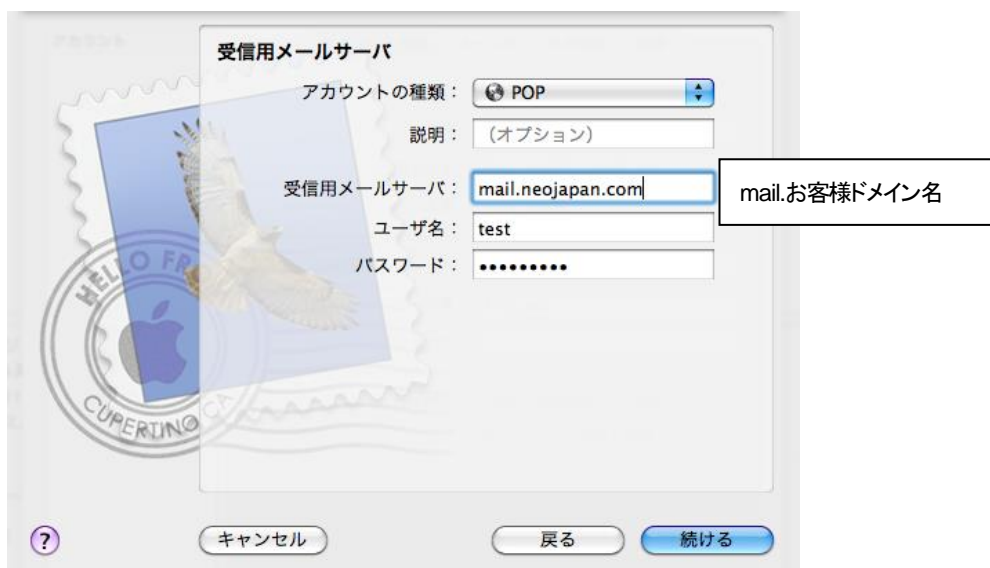 受信用メールサーバ
アカウントの種類： POP
説明： (オプション)
受信用メールサーバ： mail.neojapan.com
mail.お客様ドメイン名
ユーザ名： test
パスワード： •••••••••
HELLO FR
CUPERTINO CA
? キャンセル 戻る 続ける